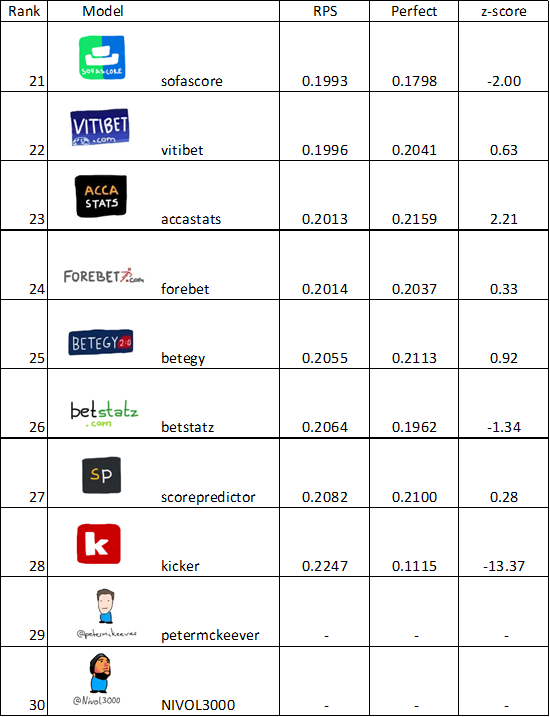 Rank Model RPS Perfect z-score
SOFASCORE
21 sofascore 0.1993 0.1798 -2.00
VITIBET
.com
22 vitibet 0.1996 0.2041 0.63
ACCA
STATS
23 accastats 0.2013 0.2159 2.21
FOREBET.com
24 forebet 0.2014 0.2037 0.33
BETEGY 2.0
25 betegy 0.2055 0.2113 0.92
betstatz
.com
26 betstatz 0.2064 0.1962 -1.34
SP
27 scorepredictor 0.2082 0.2100 0.28
k
28 kicker 0.2247 0.1115 -13.37
@petermckeever
29 petermckeever - - -
@Nivol3000
30 NIVOL3000 - - -